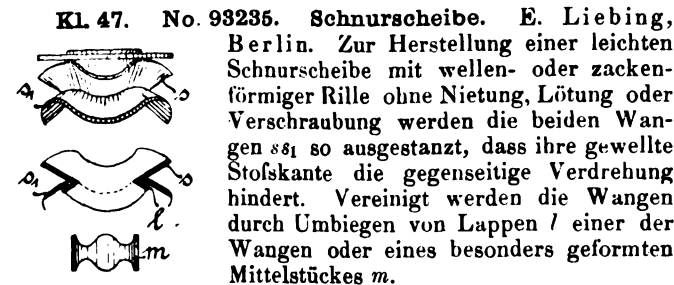 Kl. 47. No. 93235. Schnurscheibe. E. Liebing,
Berlin. Zur Herstellung einer leichten
Schnurscheibe mit wellen- oder zacken-
förmiger Rille ohne Nietung, Lötung oder
Verschraubung werden die beiden Wan-
gen ss₁ so ausgestanzt, dass ihre gewellte
Stofskante die gegenseitige Verdrehung
hindert. Vereinigt werden die Wangen
durch Umbiegen von Lappen l einer der
Wangen oder eines besonders geformten
Mittelstückes m.
s₁ s
s₁ s
l
m